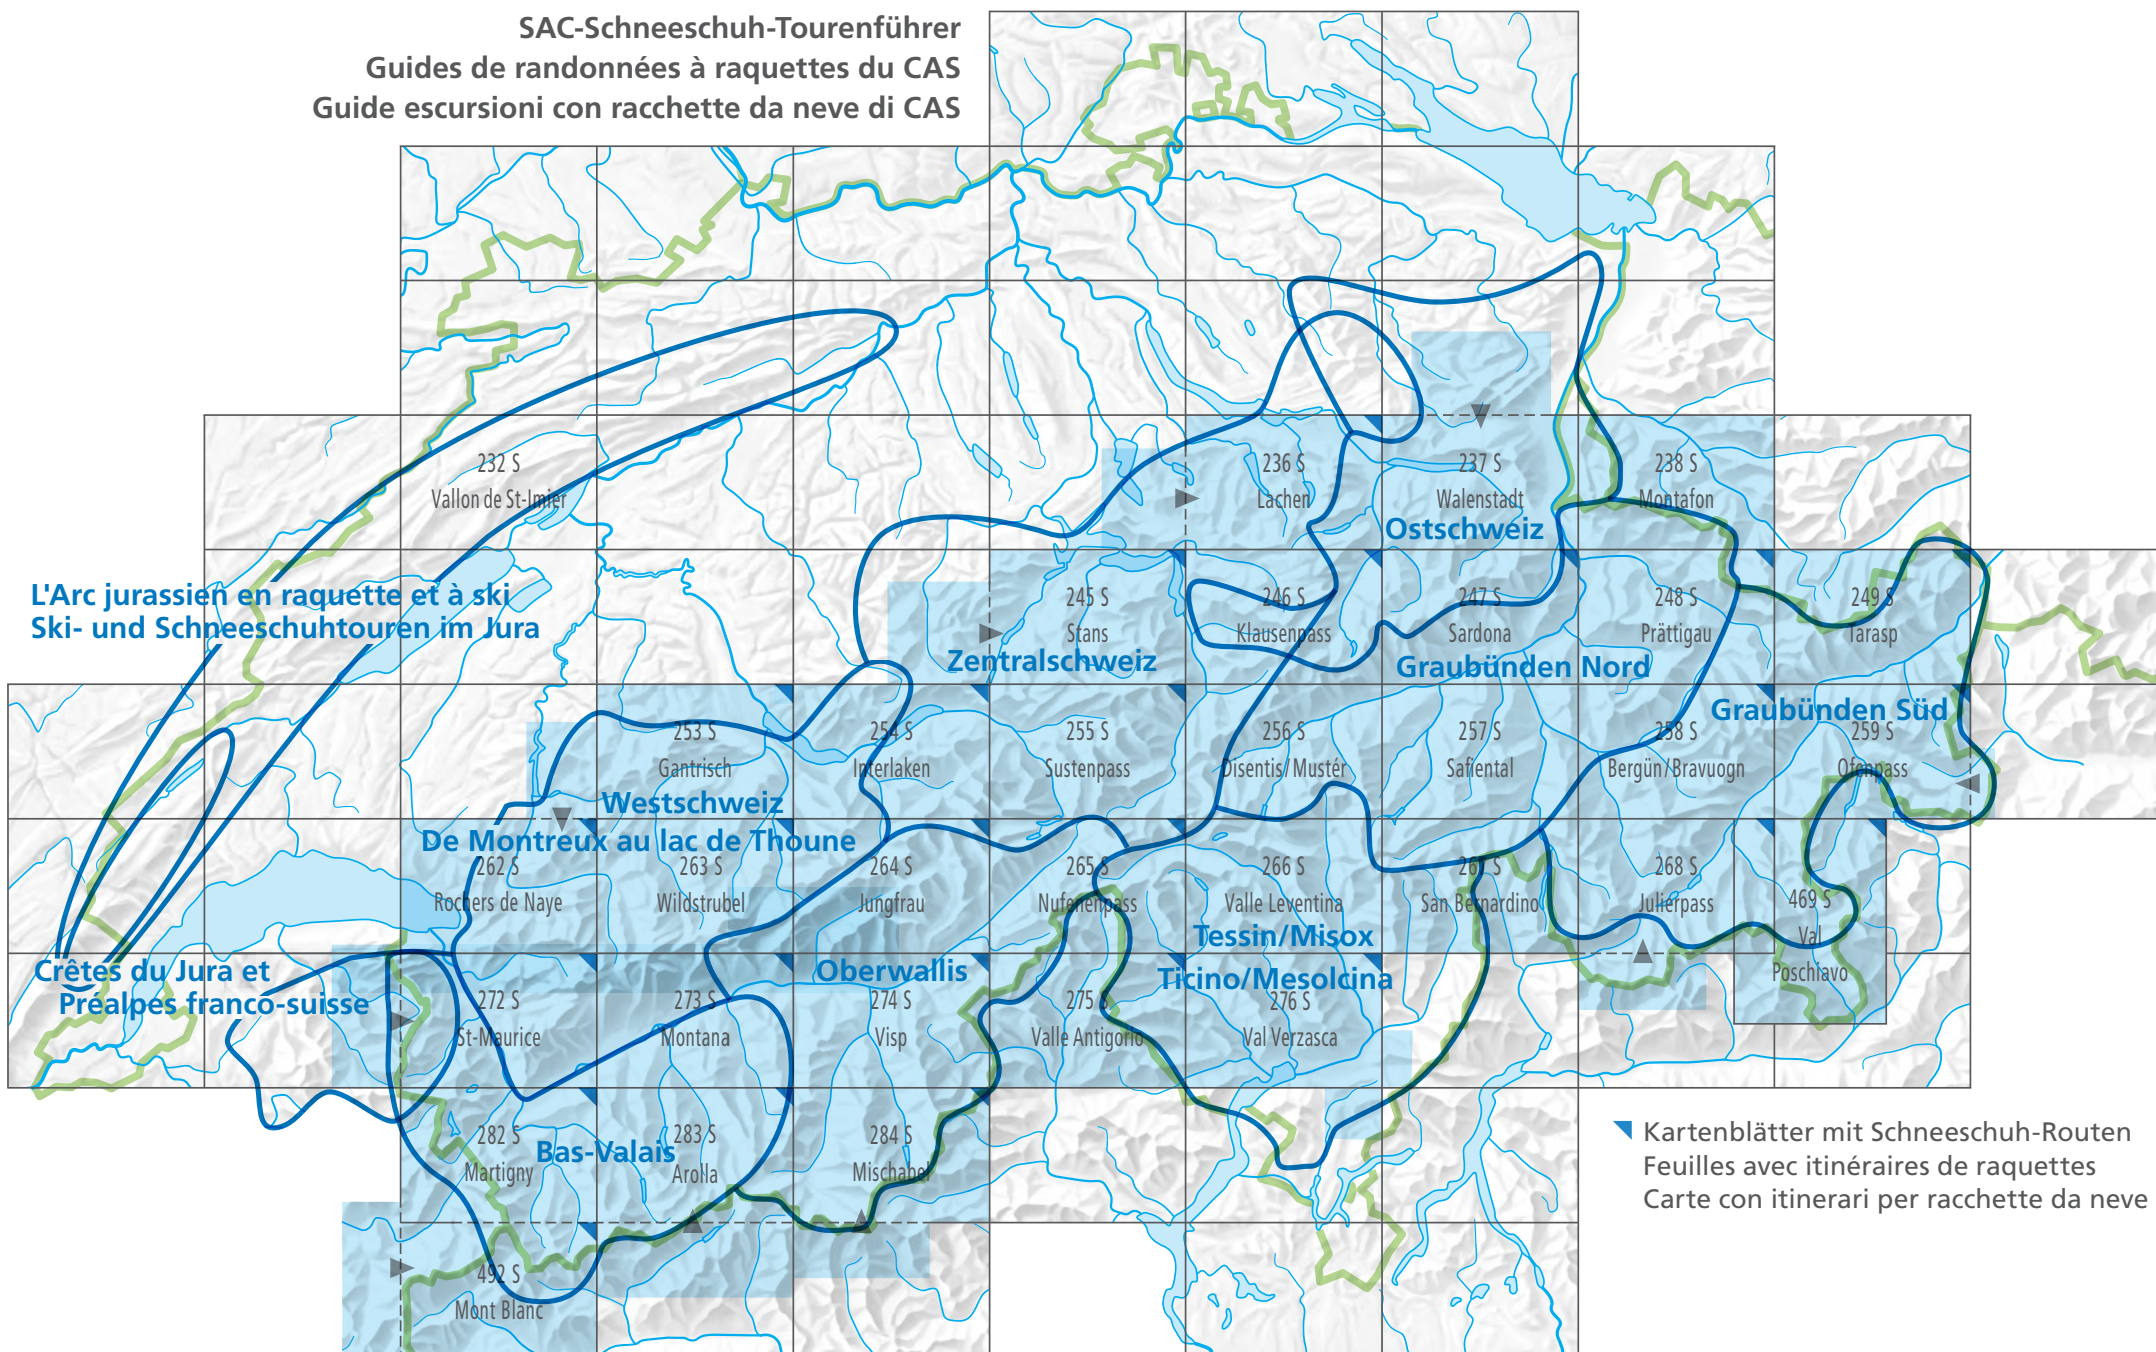 SAC-Schneeschuh-Tourenführer
Guides de randonnées à raquettes du CAS
Guide escursioni con racchette da neve di CAS
232 S
Vallon de St-Imier
236 S
Lachen
237 S
Walenstadt
238 S
Montafon
Ostschweiz
L'Arc jurassien en raquette et à ski
Ski- und Schneeschuhtouren im Jura
245 S
Stans
246 S
Klausenpass
247 S
Sardona
248 S
Prättigau
249 S
Tarasp
Zentralschweiz
Graubünden Nord
Graubünden Süd
253 S
Gantrisch
254 S
Interlaken
255 S
Sustenpass
256 S
Disentis/Mustér
257 S
Safiental
258 S
Bergün/Bravuogn
259 S
Ofenpass
Westschweiz
De Montreux au lac de Thoune
262 S
Rochers de Naye
263 S
Wildstrubel
264 S
Jungfrau
265 S
Nufenenpass
266 S
Valle Leventina
267 S
San Bernardino
268 S
Julierpass
469 S
Val
Poschiavo
Tessin/Misox
Ticino/Mesolcina
Oberwallis
Crêtes du Jura et
Préalpes franco-suisse
272 S
St-Maurice
273 S
Montana
274 S
Visp
275 S
Valle Antigorio
276 S
Val Verzasca
282 S
Martigny
Bas-Valais
283 S
Arolla
284 S
Mischabel
492 S
Mont Blanc
Kartenblätter mit Schneeschuh-Routen
Feuilles avec itinéraires de raquettes
Carte con itinerari per racchette da neve